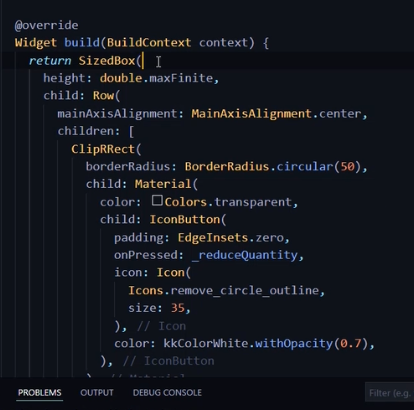 @override
Widget build(BuildContext context) {
return SizedBox(
height: double.maxFinite,
child: Row(
mainAxisAlignment: MainAxisAlignment.center,
children: [
ClipRRect(
borderRadius: BorderRadius.circular(50),
child: Material(
color: Colors.transparent,
child: IconButton(
padding: EdgeInsets.zero,
onPressed: _reduceQuantity,
icon: Icon(
Icons.remove_circle_outline,
size: 35,
), // Icon
color: kkColorWhite.withOpacity(0.7),
), // IconButton
), // Material
PROBLEMS OUTPUT DEBUG CONSOLE Filter (e.g.